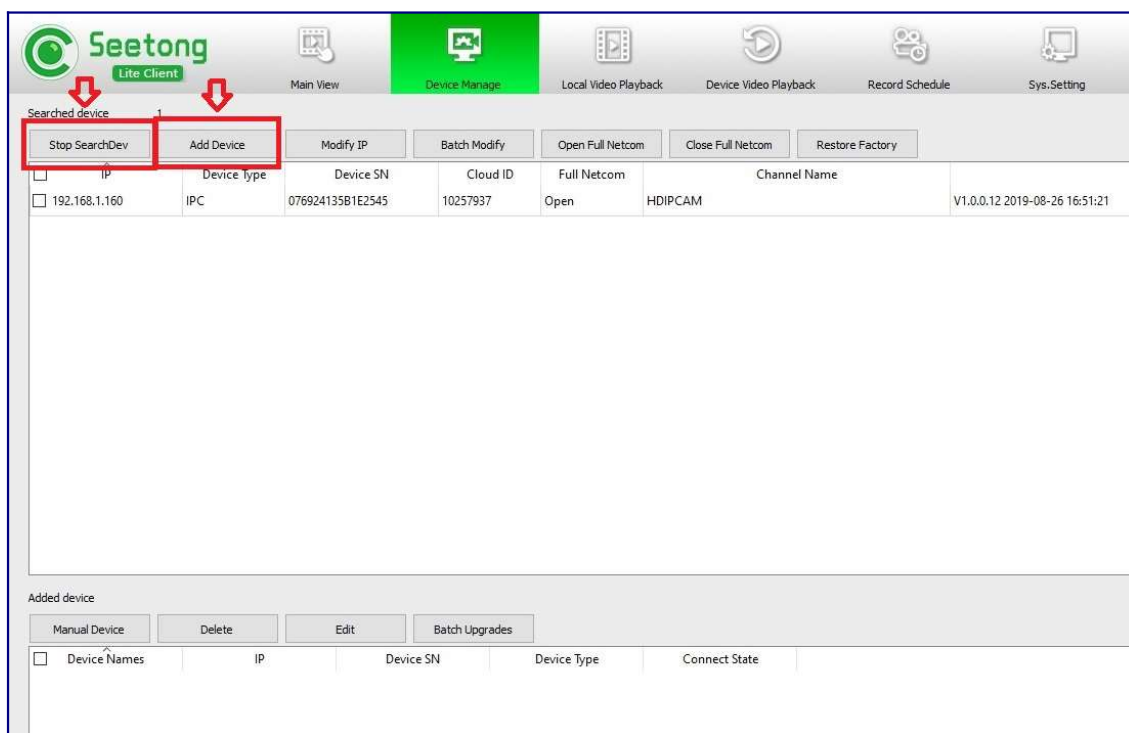 Seetong
Lite Client
Main View
Device Manage
Local Video Playback
Device Video Playback
Record Schedule
Sys.Setting
Searched device 1
Stop SearchDev
Add Device
Modify IP
Batch Modify
Open Full Netcom
Close Full Netcom
Restore Factory
IP Device Type Device SN Cloud ID Full Netcom Channel Name
192.168.1.160 IPC 076924135B1E2545 10257937 Open HDIPCAM V1.0.0.12 2019-08-26 16:51:21
Added device
Manual Device
Delete
Edit
Batch Upgrades
Device Names IP Device SN Device Type Connect State